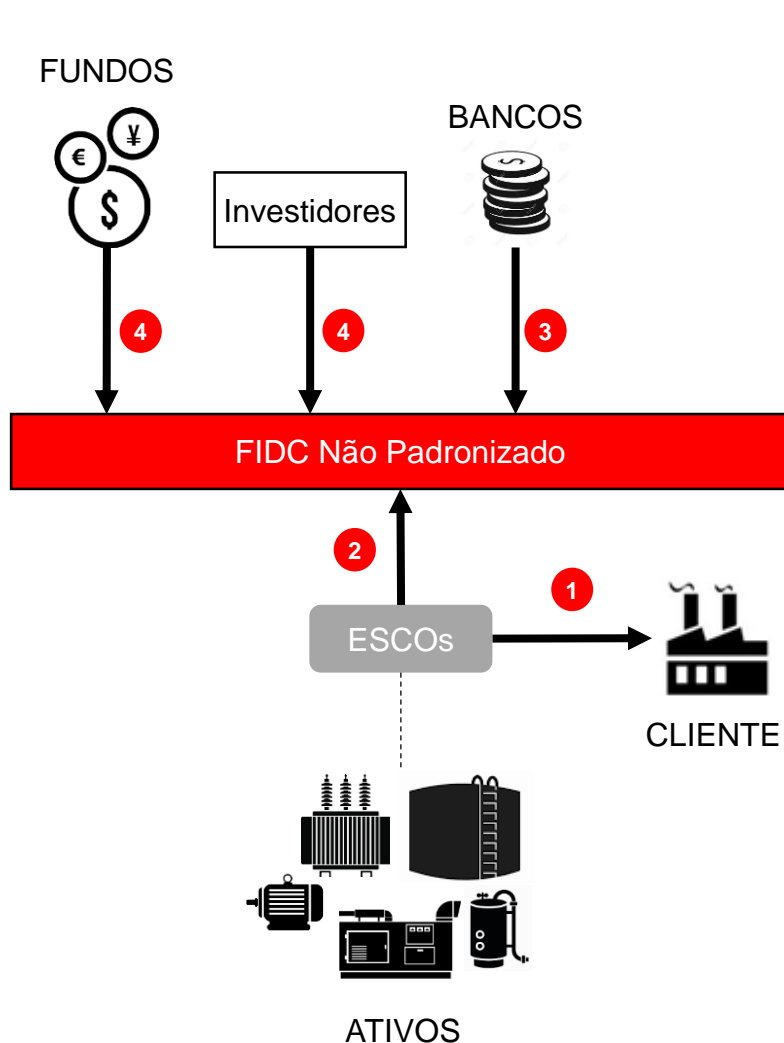 FUNDOS
BANCOS
¥
€
$
Investidores
4
4
3
FIDC Não Padronizado
2
1
ESCOs
CLIENTE
ATIVOS